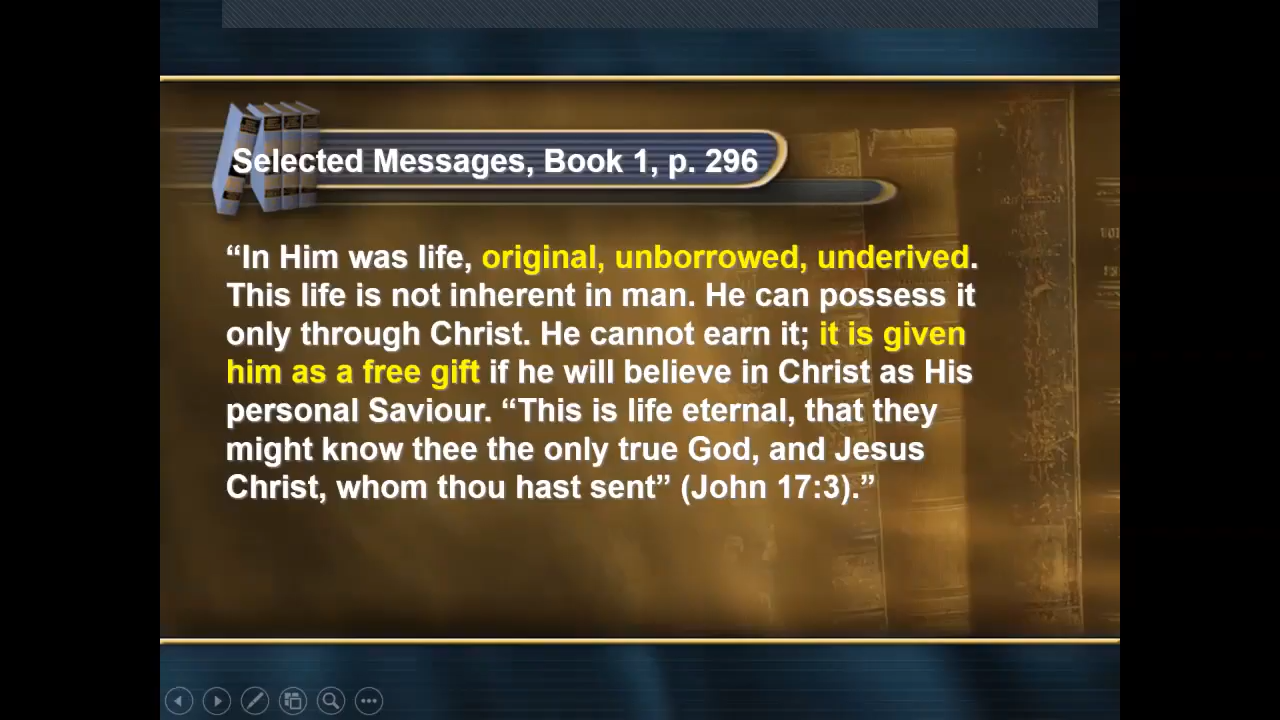 Selected Messages, Book 1, p. 296
“In Him was life, original, unborrowed, underived.
This life is not inherent in man. He can possess it
only through Christ. He cannot earn it; it is given
him as a free gift if he will believe in Christ as His
personal Saviour. “This is life eternal, that they
might know thee the only true God, and Jesus
Christ, whom thou hast sent” (John 17:3).”